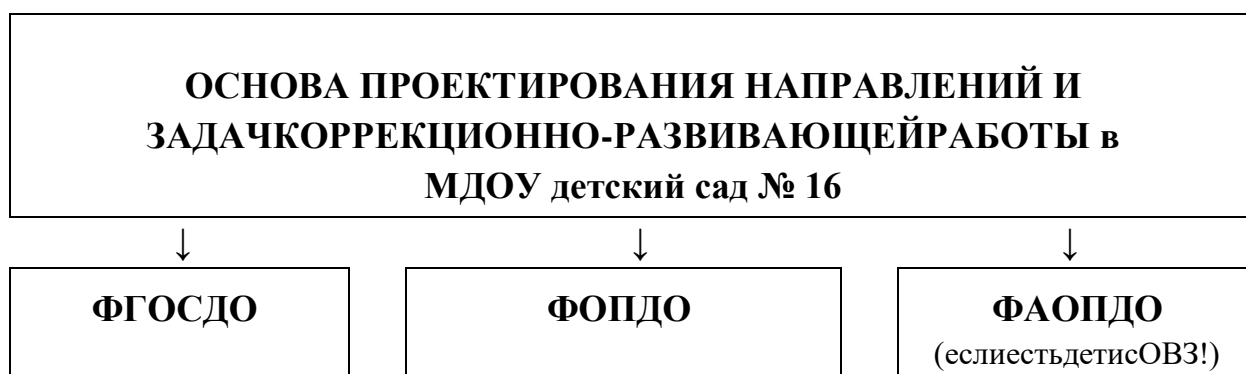 ОСНОВА ПРОЕКТИРОВАНИЯ НАПРАВЛЕНИЙ И
ЗАДАЧКОРРЕКЦИОННО-РАЗВИВАЮЩЕЙРАБОТЫ в
МДОУ детский сад № 16
↓ ↓ ↓
ФГОСДО ФОПДО ФАОПДО
(еслиестьдетисОВЗ!)